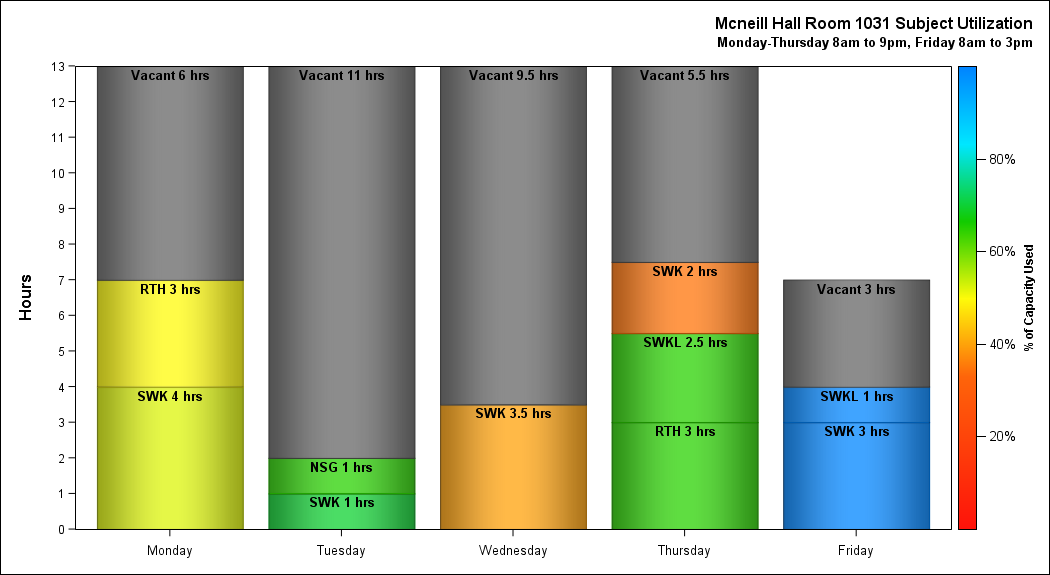 Mcneill Hall Room 1031 Subject Utilization
Monday-Thursday 8am to 9pm, Friday 8am to 3pm
Hours
13
12
11
10
9
8
7
6
5
4
3
2
1
0
Vacant 6 hrs
RTH 3 hrs
SWK 4 hrs
Vacant 11 hrs
NSG 1 hrs
SWK 1 hrs
Vacant 9.5 hrs
SWK 3.5 hrs
Vacant 5.5 hrs
SWK 2 hrs
SWKL 2.5 hrs
RTH 3 hrs
Vacant 3 hrs
SWKL 1 hrs
SWK 3 hrs
Monday Tuesday Wednesday Thursday Friday
80%
60%
40%
20%
% of Capacity Used